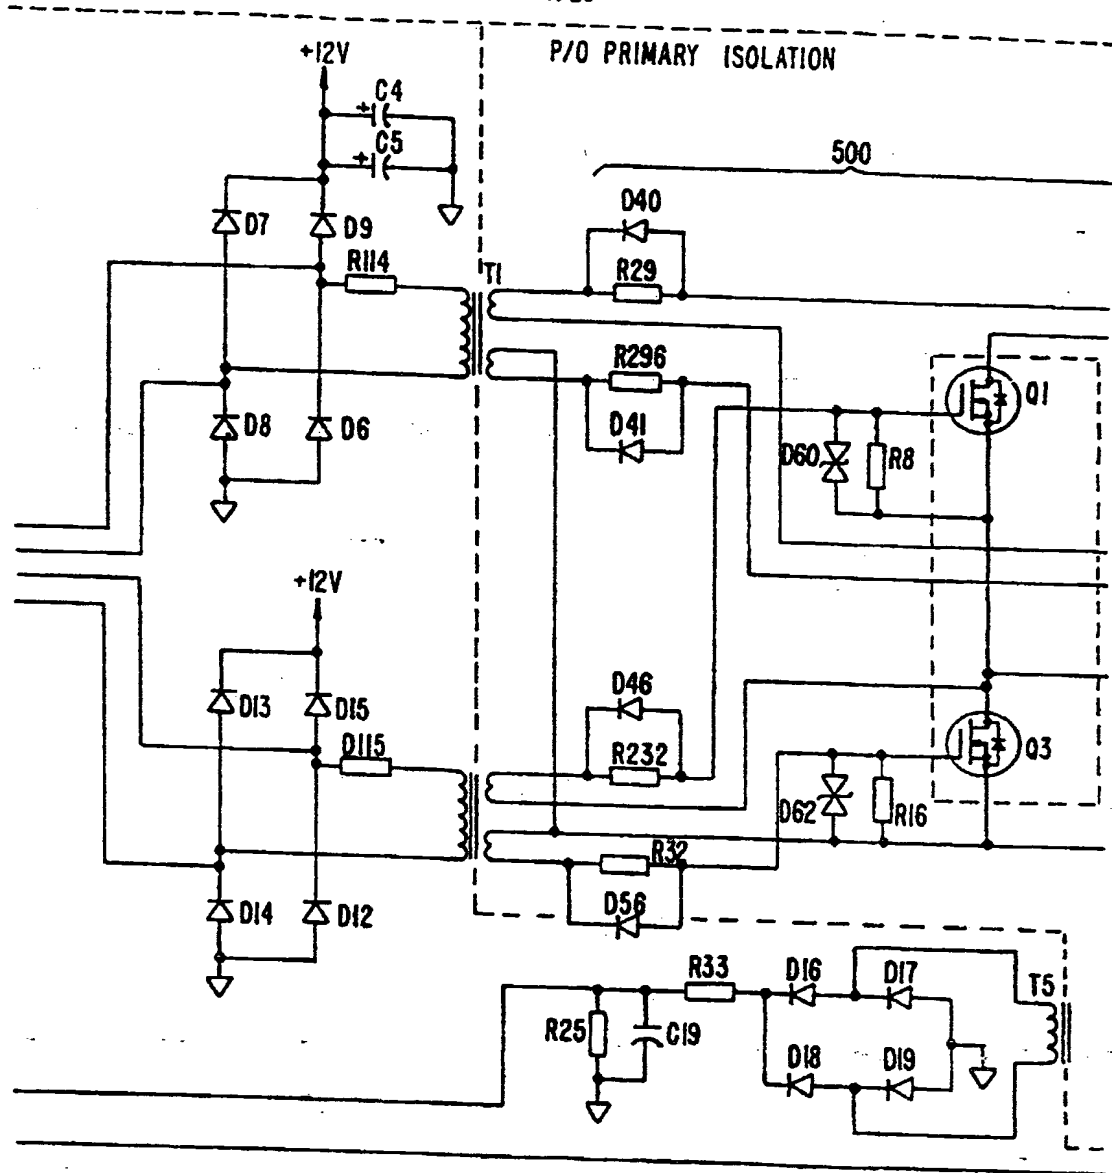 +12V
P/O PRIMARY ISOLATION
+
C4
+
C5
500
D7
D9
D40
R114
T1
R29
R296
Q1
D8
D6
D41
D60
R8
+12V
D46
D13
D15
D115
R232
Q3
D62
R16
R32
D14
D12
D56
R33
D16
D17
T5
R25
C19
D18
D19